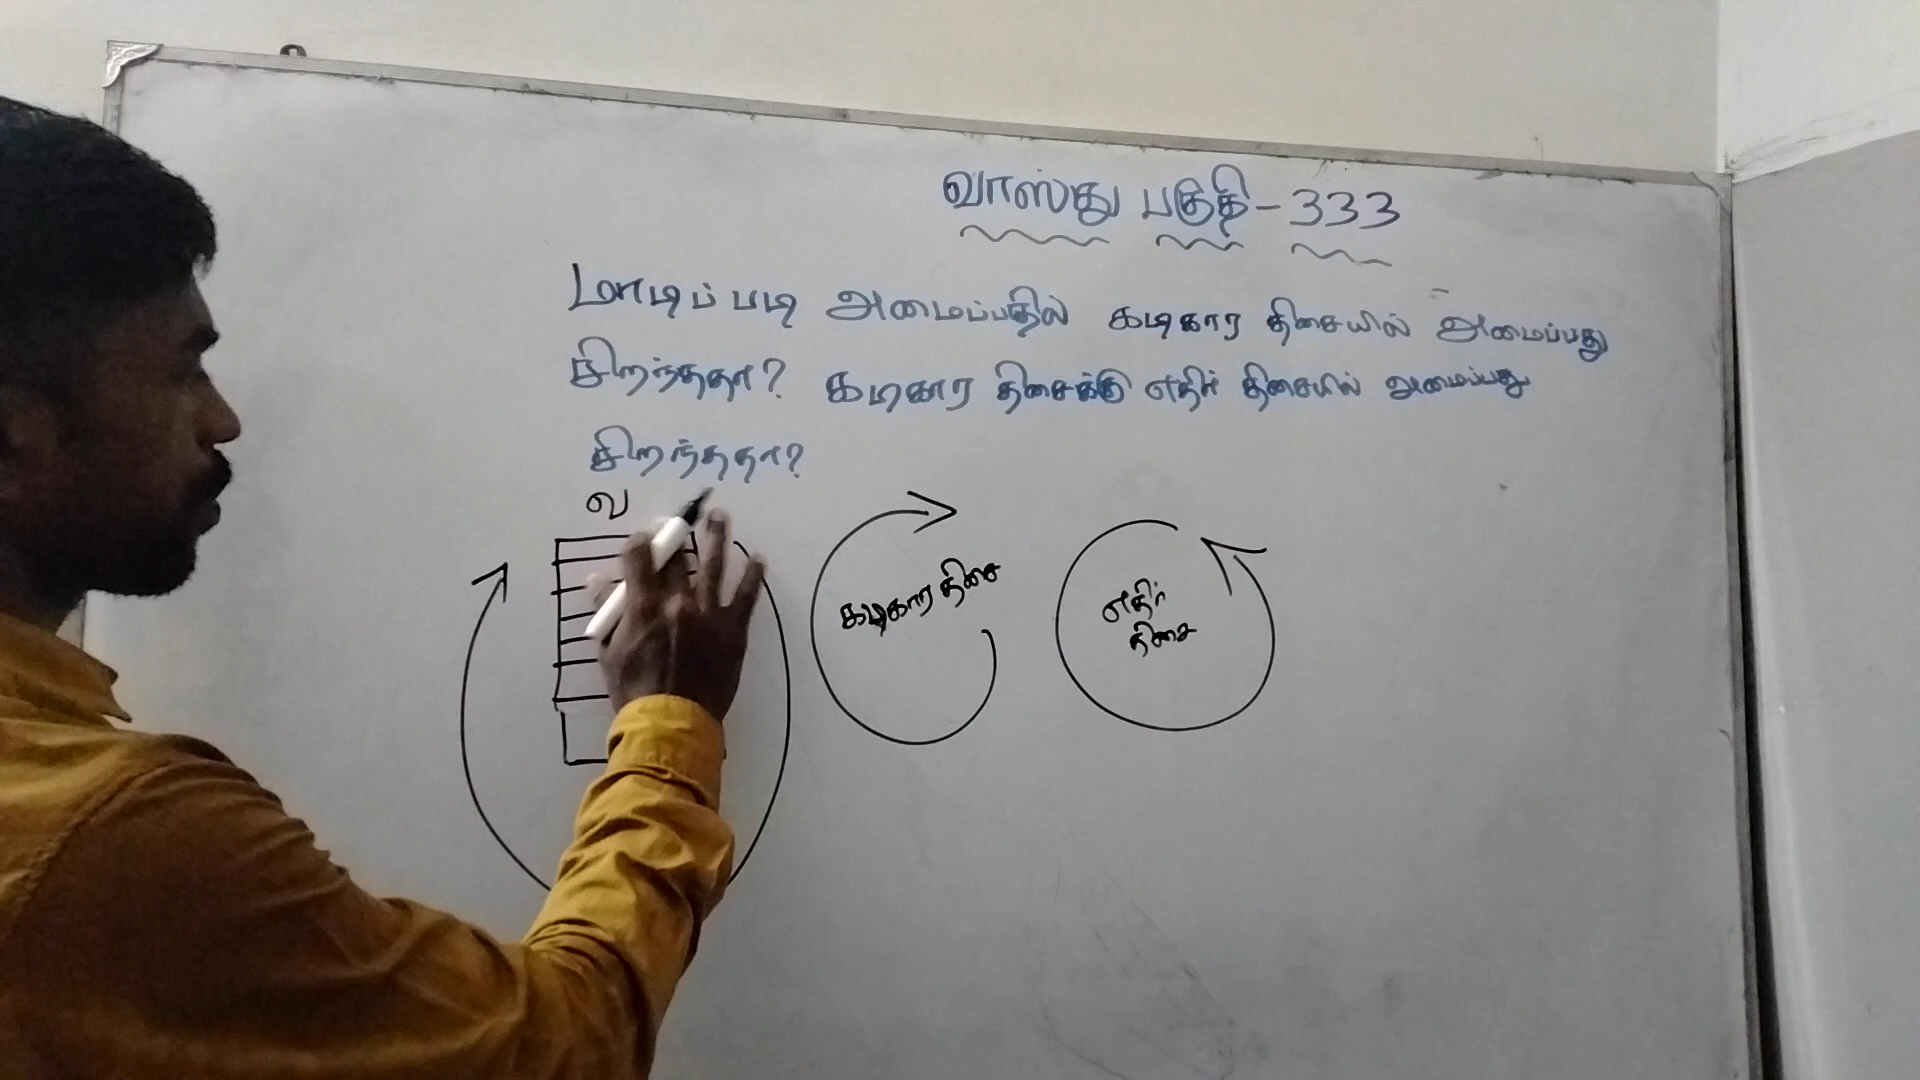 வாஸ்து பகுதி - 333
மாடிப் படி அமைப்பதில் கடிகார திசையில் அமைப்பது
சிறந்ததா? கடிகார திசைக்கு எதிர் திசையில் அமைப்பது
சிறந்ததா?
வ
கடிகார திசை
எதிர்
திசை